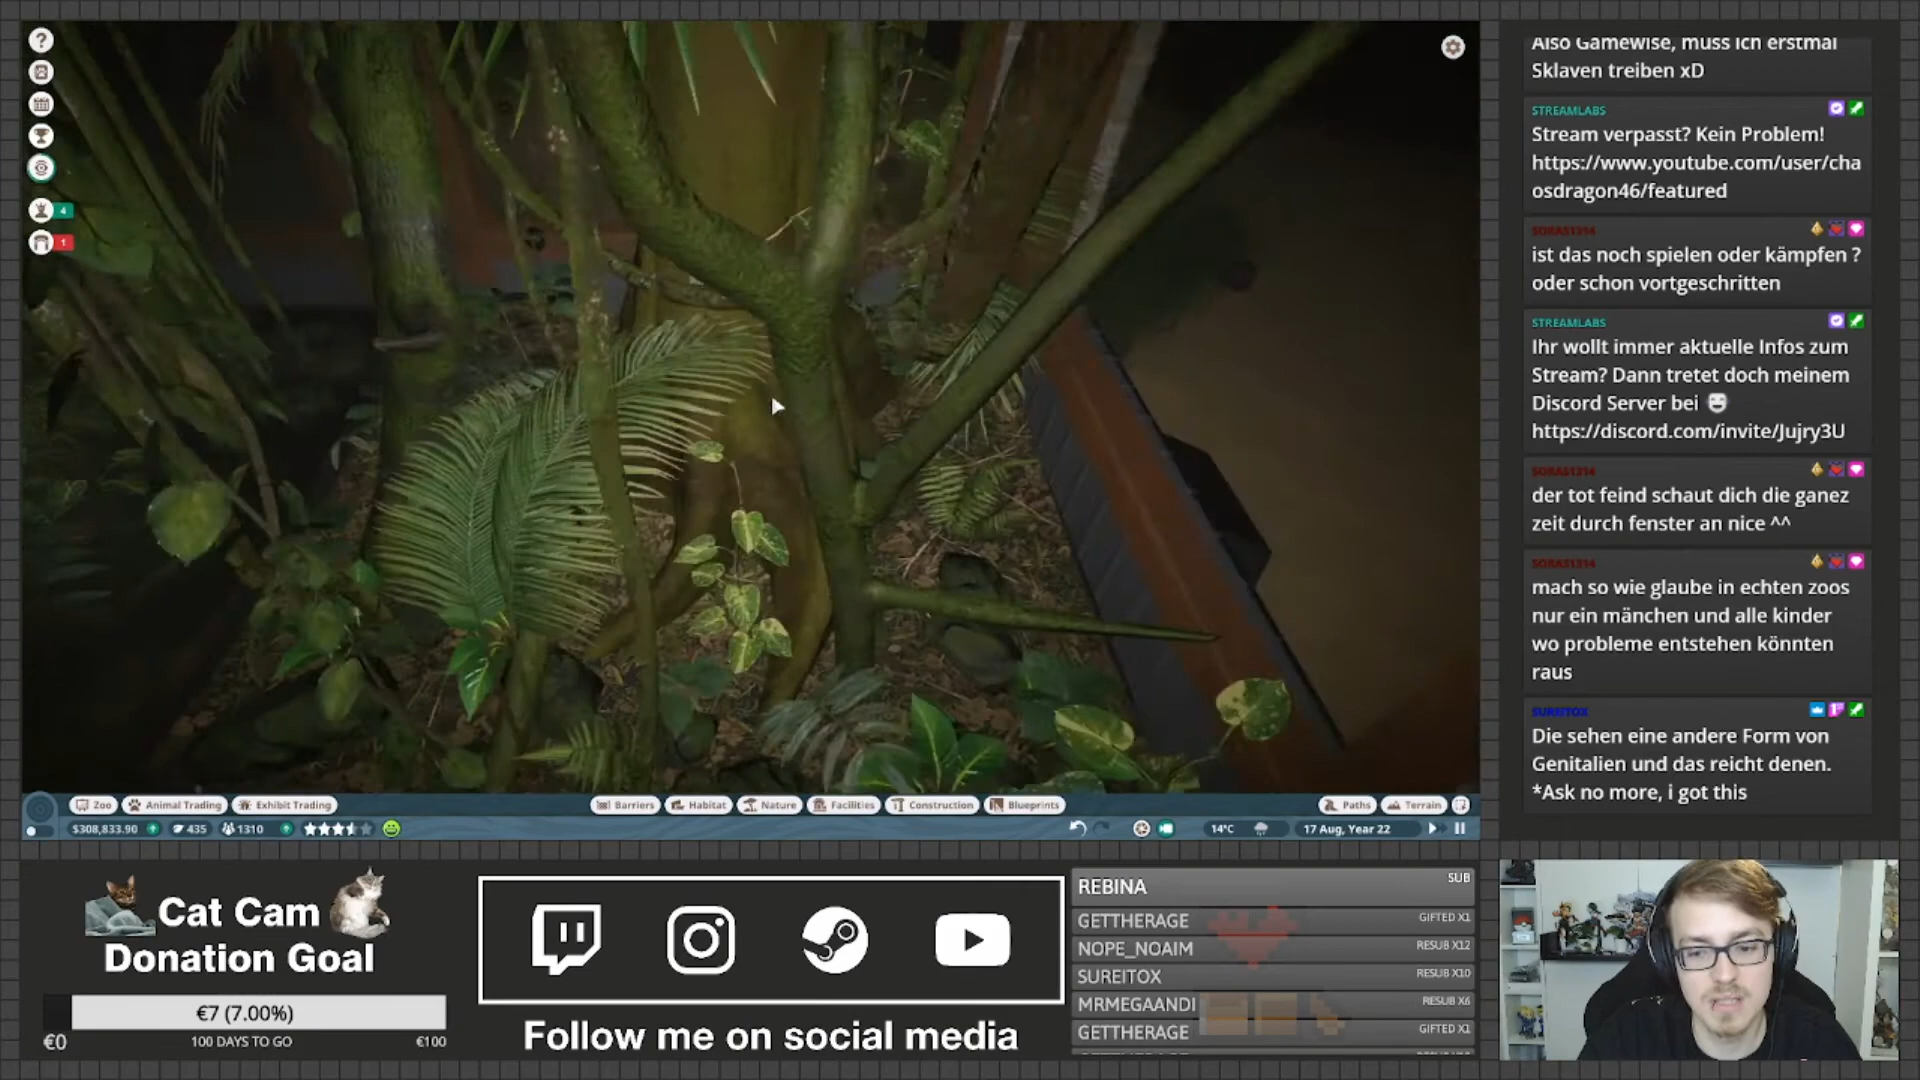 Also Gamewise, muss ich erstmal
Sklaven treiben xD
STREAMLABS
Stream verpasst? Kein Problem!
https://www.youtube.com/user/cha
osdragon46/featured
SORAS1314
ist das noch spielen oder kämpfen ?
oder schon vortgeschritten
STREAMLABS
Ihr wollt immer aktuelle Infos zum
Stream? Dann tretet doch meinem
Discord Server bei
https://discord.com/invite/Jujry3U
SORAS1314
der tot feind schaut dich die ganez
zeit durch fenster an nice ^^
SORAS1314
mach so wie glaube in echten zoos
nur ein mänchen und alle kinder
wo probleme entstehen könnten
raus
SUREITOX
Die sehen eine andere Form von
Genitalien und das reicht denen.
*Ask no more, i got this
4
1
Zoo Animal Trading Exhibit Trading Barriers Habitat Nature Facilities Construction Blueprints Paths Terrain
$308,833.90 435 1310 14°C 17 Aug, Year 22
Cat Cam
Donation Goal
€7 (7.00%)
€0 100 DAYS TO GO €100
Follow me on social media
REBINA SUB
GETTHERAGE GIFTED X1
NOPE_NOAIM RESUB X12
SUREITOX RESUB X10
MRMEGAANDI RESUB X6
GETTHERAGE GIFTED X1